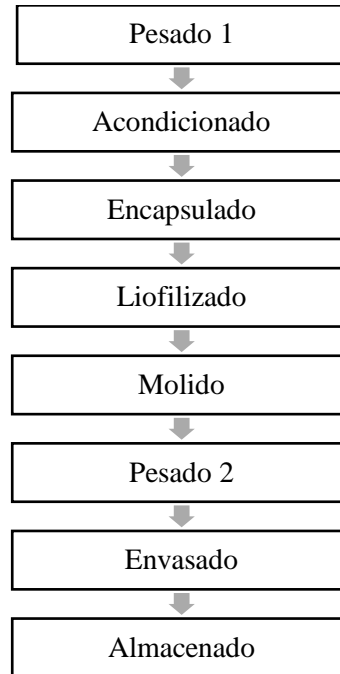 Pesado 1
Acondicionado
Encapsulado
Liofilizado
Molido
Pesado 2
Envasado
Almacenado